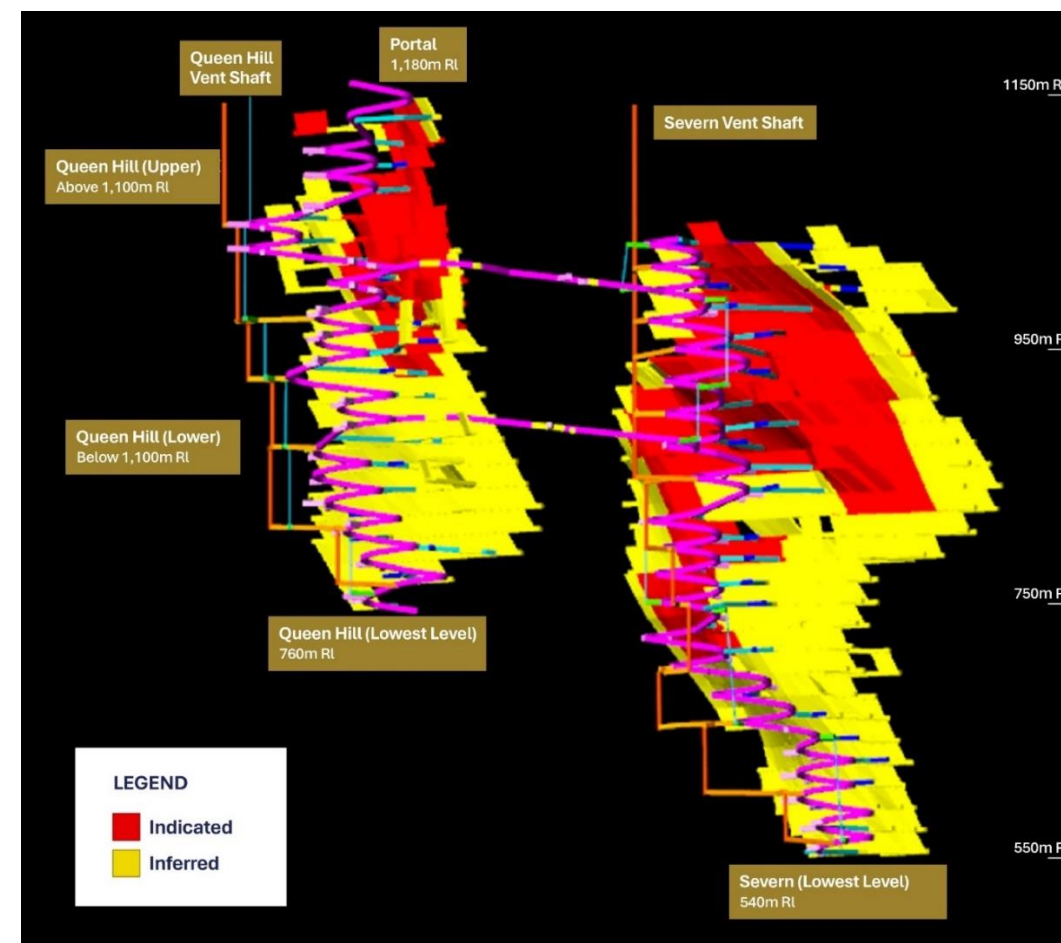 Portal
1,180m Rl
Queen Hill
Vent Shaft
1150m R
Severn Vent Shaft
Queen Hill (Upper)
Above 1,100m Rl
950m R
Queen Hill (Lower)
Below 1,100m Rl
750m R
Queen Hill (Lowest Level)
760m Rl
LEGEND
Indicated
Inferred
550m R
Severn (Lowest Level)
540m Rl